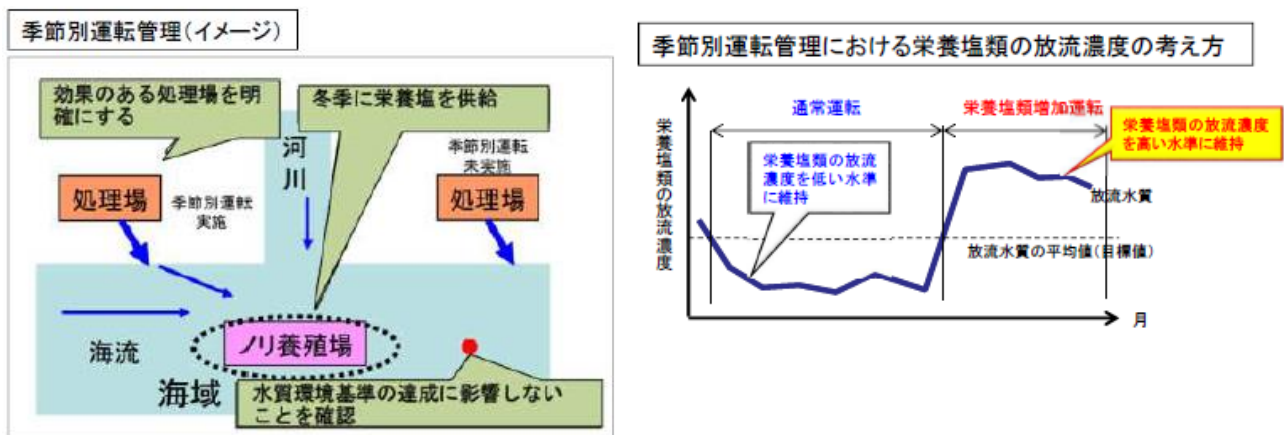 季節別運転管理(イメージ)
効果のある処理場を明
確にする
冬季に栄養塩を供給
河
川
季節別運転
未実施
処理場
季節別運転
実施
処理場
海流
ノリ養殖場
海域
水質環境基準の達成に影響しない
ことを確認
季節別運転管理における栄養塩類の放流濃度の考え方
栄養塩類の放流濃度
通常運転
栄養塩類増加運転
栄養塩類の放流濃度
を高い水準に維持
栄養塩類の放流
濃度を低い水準
に維持
放流水質
放流水質の平均値(目標値)
月